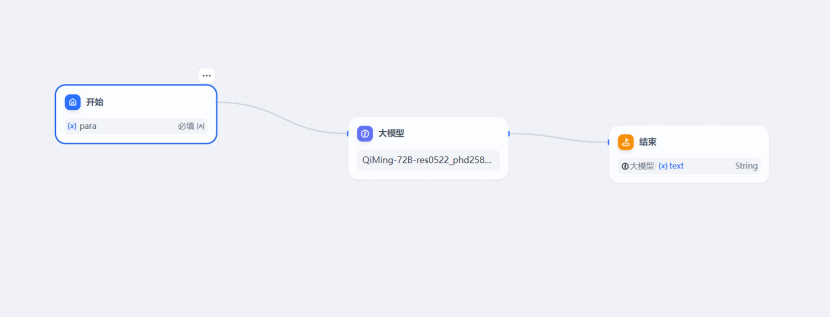 开始
{x} para 必填
大模型
QiMing-72B-res0522_phd258...
结束
大模型/{x} text String